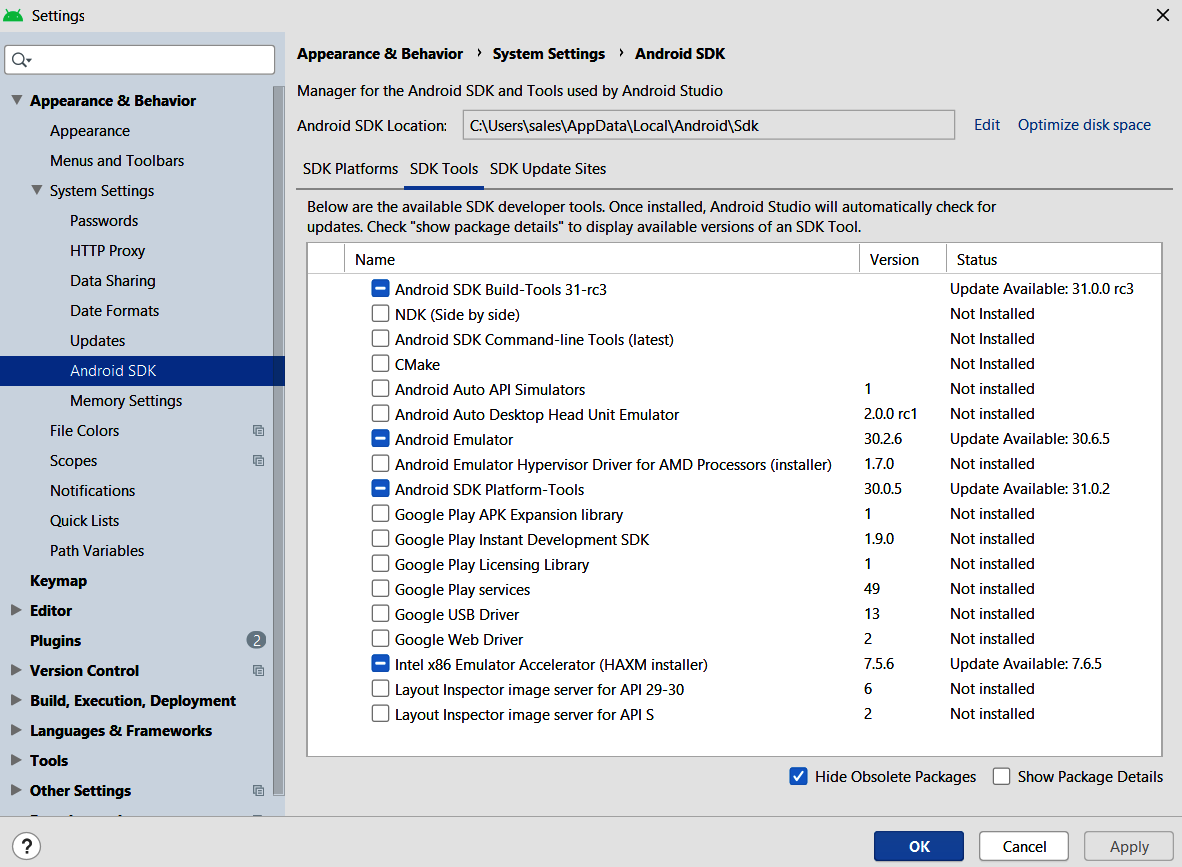 Settings
Appearance & Behavior
Appearance
Menus and Toolbars
System Settings
Passwords
HTTP Proxy
Data Sharing
Date Formats
Updates
Android SDK
Memory Settings
File Colors
Scopes
Notifications
Quick Lists
Path Variables
Keymap
Editor
Plugins 2
Version Control
Build, Execution, Deployment
Languages & Frameworks
Tools
Other Settings
Appearance & Behavior › System Settings › Android SDK
Manager for the Android SDK and Tools used by Android Studio
Android SDK Location: C:\Users\sales\AppData\Local\Android\Sdk Edit Optimize disk space
SDK Platforms SDK Tools SDK Update Sites
Below are the available SDK developer tools. Once installed, Android Studio will automatically check for
updates. Check "show package details" to display available versions of an SDK Tool.
Name Version Status
Android SDK Build-Tools 31-rc3 Update Available: 31.0.0 rc3
NDK (Side by side) Not Installed
Android SDK Command-line Tools (latest) Not Installed
CMake Not Installed
Android Auto API Simulators 1 Not installed
Android Auto Desktop Head Unit Emulator 2.0.0 rc1 Not installed
Android Emulator 30.2.6 Update Available: 30.6.5
Android Emulator Hypervisor Driver for AMD Processors (installer) 1.7.0 Not installed
Android SDK Platform-Tools 30.0.5 Update Available: 31.0.2
Google Play APK Expansion library 1 Not installed
Google Play Instant Development SDK 1.9.0 Not installed
Google Play Licensing Library 1 Not installed
Google Play services 49 Not installed
Google USB Driver 13 Not installed
Google Web Driver 2 Not installed
Intel x86 Emulator Accelerator (HAXM installer) 7.5.6 Update Available: 7.6.5
Layout Inspector image server for API 29-30 6 Not installed
Layout Inspector image server for API S 2 Not installed
Hide Obsolete Packages Show Package Details
? OK Cancel Apply